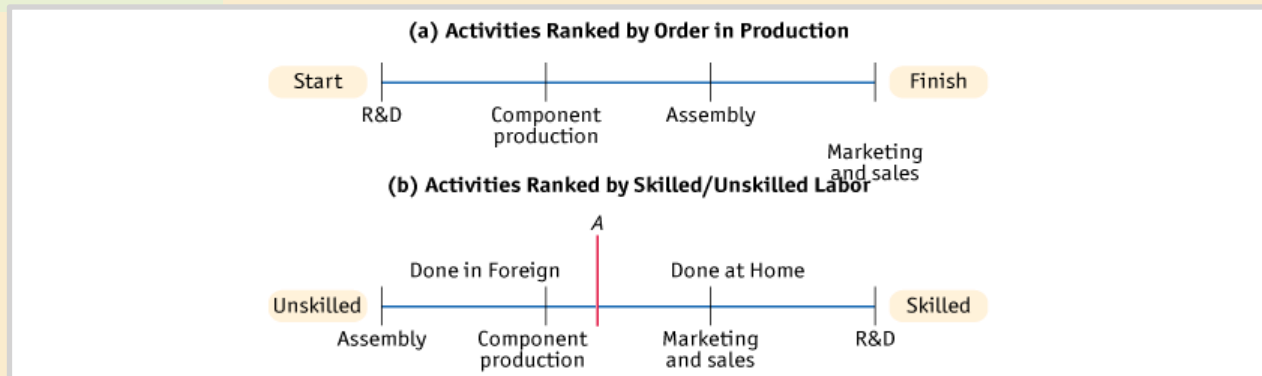 (a) Activities Ranked by Order in Production
Start
Finish
R&D
Component
production
Assembly
Marketing
and sales
(b) Activities Ranked by Skilled/Unskilled Labor
A
Done in Foreign
Done at Home
Unskilled
Skilled
Assembly
Component
production
Marketing
and sales
R&D